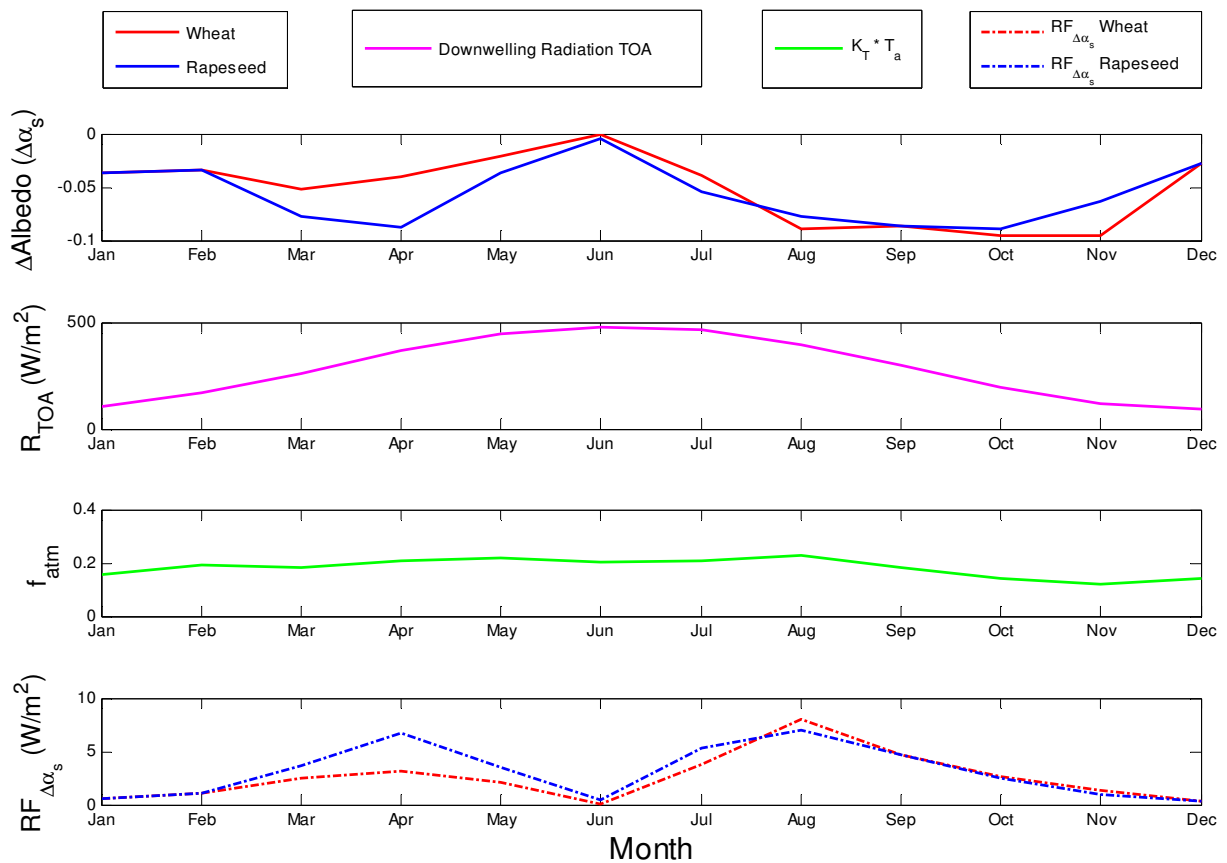 Wheat
Rapeseed
Downwelling Radiation TOA
K_T * T_a
RF_Δα_s Wheat
RF_Δα_s Rapeseed
ΔAlbedo (Δα_s)
0
-0.05
-0.1
Jan Feb Mar Apr May Jun Jul Aug Sep Oct Nov Dec
R_TOA (W/m²)
500
0
Jan Feb Mar Apr May Jun Jul Aug Sep Oct Nov Dec
f_atm
0.4
0.2
0
Jan Feb Mar Apr May Jun Jul Aug Sep Oct Nov Dec
RF_Δα_s (W/m²)
10
5
0
Jan Feb Mar Apr May Jun Jul Aug Sep Oct Nov Dec
Month